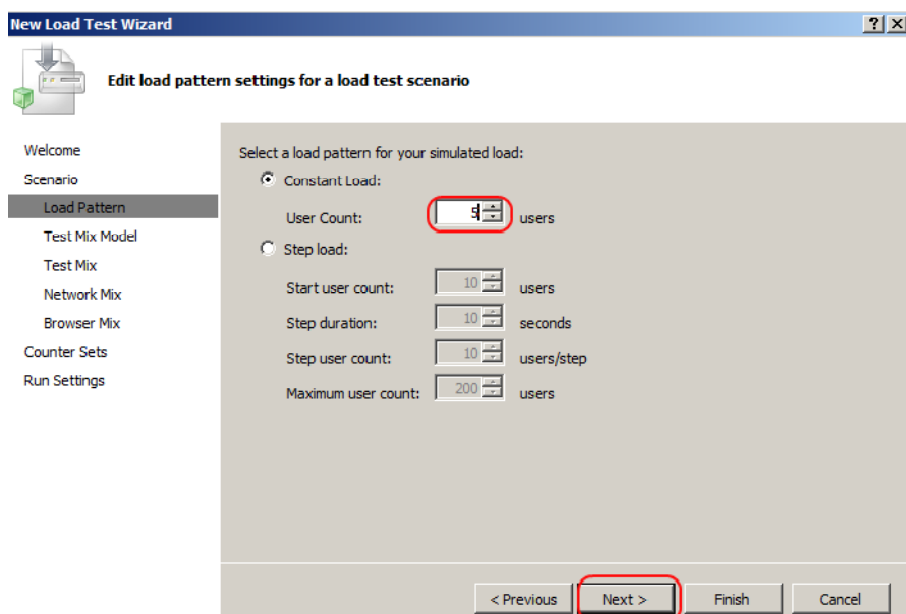 New Load Test Wizard
Edit load pattern settings for a load test scenario
Welcome
Scenario
Load Pattern
Test Mix Model
Test Mix
Network Mix
Browser Mix
Counter Sets
Run Settings
Select a load pattern for your simulated load:
Constant Load:
User Count: 5 users
Step load:
Start user count: 10 users
Step duration: 10 seconds
Step user count: 10 users/step
Maximum user count: 200 users
< Previous Next > Finish Cancel